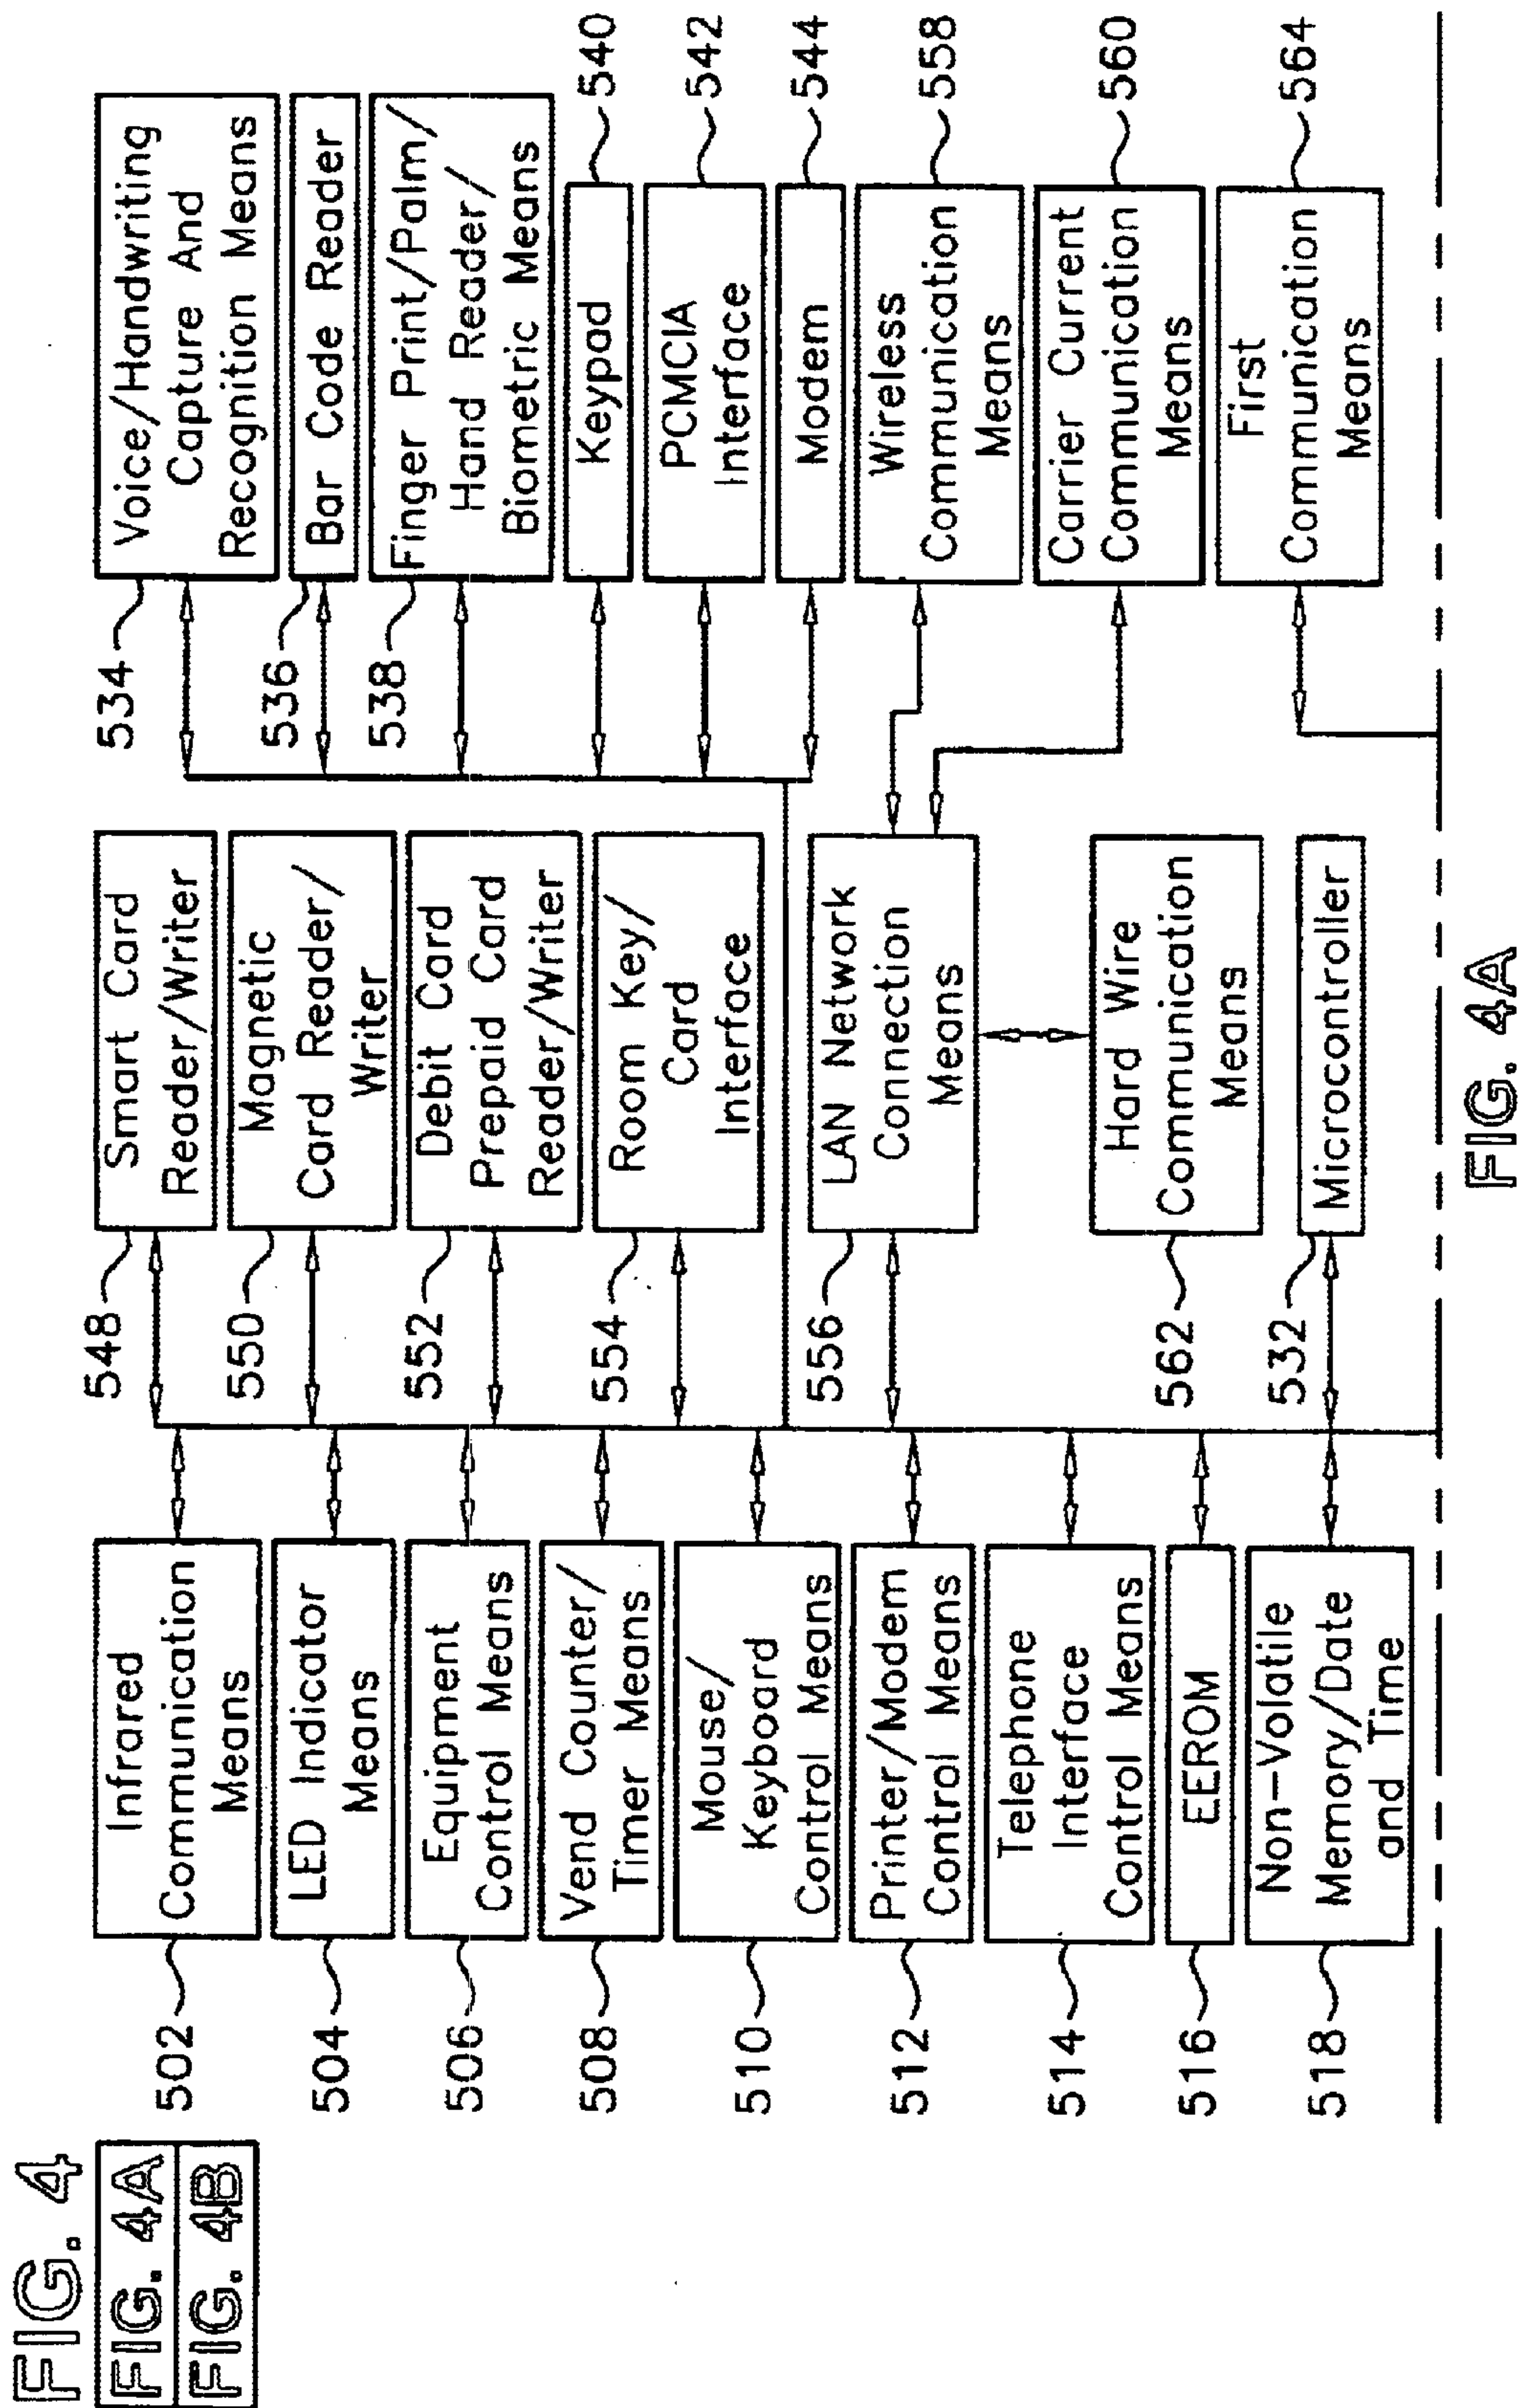 FIG. 4
FIG. 4A
FIG. 4B
502
Infrared
Communication
Means
504
LED Indicator
Means
506
Equipment
Control Means
508
Vend Counter/
Timer Means
510
Mouse/
Keyboard
Control Means
512
Printer/Modem
Control Means
514
Telephone
Interface
Control Means
516
EEROM
518
Non-Volatile
Memory/Date
and Time
548
Smart Card
Reader/Writer
550
Magnetic
Card Reader/
Writer
552
Debit Card
Prepaid Card
Reader/Writer
554
Room Key/
Card
Interface
556
LAN Network
Connection
Means
562
Hard Wire
Communication
Means
532
Microcontroller
534
Voice/Handwriting
Capture And
Recognition Means
536
Bar Code Reader
538
Finger Print/Palm/
Hand Reader/
Biometric Means
Keypad
540
PCMCIA
Interface
542
Modem
544
Wireless
Communication
Means
558
Carrier Current
Communication
Means
560
First
Communication
Means
564
FIG. 4A